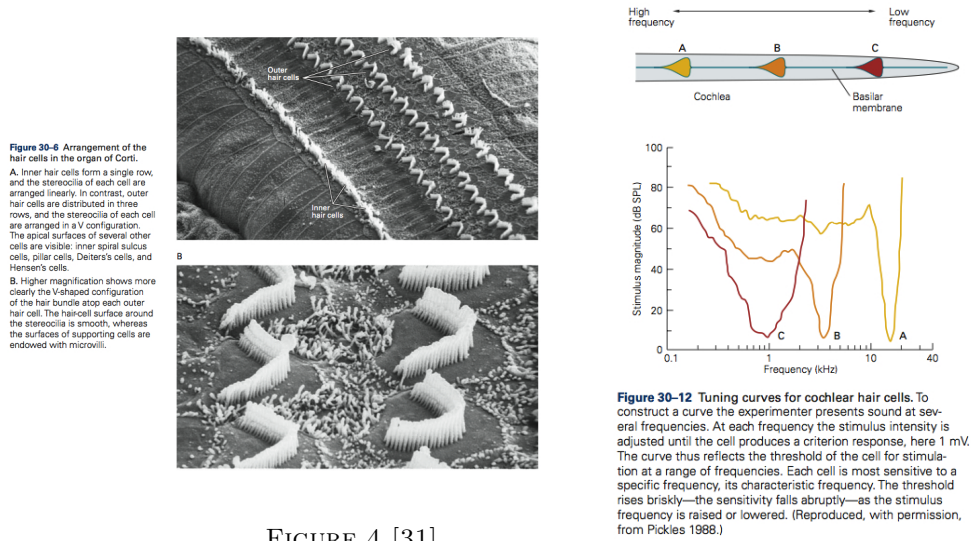 Figure 30–6 Arrangement of the
hair cells in the organ of Corti.
A. Inner hair cells form a single row,
and the stereocilia of each cell are
arranged linearly. In contrast, outer
hair cells are distributed in three
rows, and the stereocilia of each cell
are arranged in a V configuration.
The apical surfaces of several other
cells are visible: inner spiral sulcus
cells, pillar cells, Deiters's cells, and
Hensen's cells.
B. Higher magnification shows more
clearly the V-shaped configuration
of the hair bundle atop each outer
hair cell. The hair-cell surface around
the stereocilia is smooth, whereas
the surfaces of supporting cells are
endowed with microvilli.
Outer
hair cells
Inner
hair cells
B
FIGURE 4 [31]
High
frequency
Low
frequency
A B C
Cochlea
Basilar
membrane
Stimulus magnitude (dB SPL)
100
80
60
40
20
0
C B A
0.1 1 10 40
Frequency (kHz)
Figure 30–12 Tuning curves for cochlear hair cells. To
construct a curve the experimenter presents sound at sev-
eral frequencies. At each frequency the stimulus intensity is
adjusted until the cell produces a criterion response, here 1 mV.
The curve thus reflects the threshold of the cell for stimula-
tion at a range of frequencies. Each cell is most sensitive to a
specific frequency, its characteristic frequency. The threshold
rises briskly—the sensitivity falls abruptly—as the stimulus
frequency is raised or lowered. (Reproduced, with permission,
from Pickles 1988.)